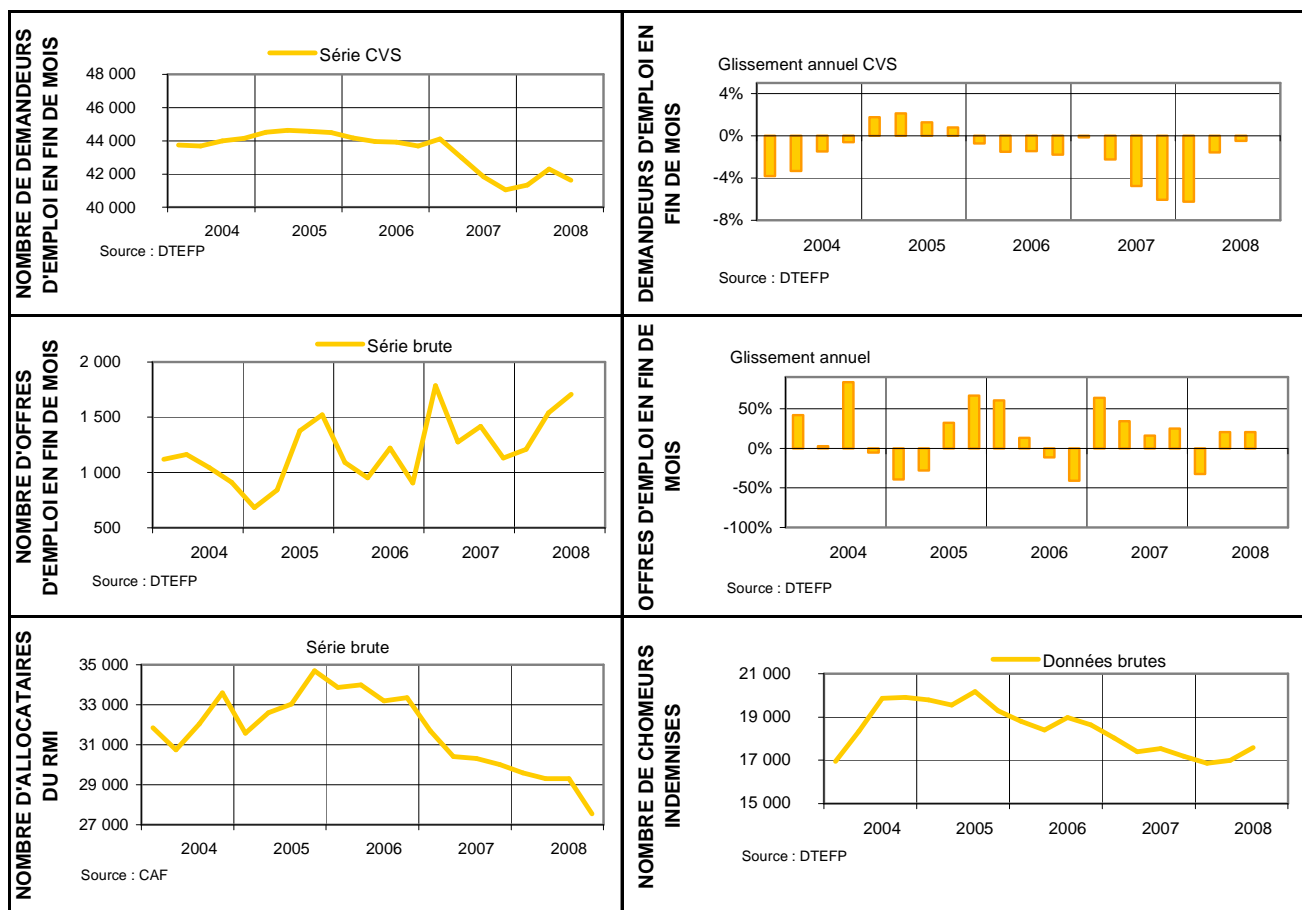 NOMBRE DE DEMANDEURS
D'EMPLOI EN FIN DE MOIS
Série CVS
48 000
46 000
44 000
42 000
40 000
2004 2005 2006 2007 2008
Source : DTEFP
DEMANDEURS D'EMPLOI EN
FIN DE MOIS
Glissement annuel CVS
4%
0%
-4%
-8%
2004 2005 2006 2007 2008
Source : DTEFP
NOMBRE D'OFFRES
D'EMPLOI EN FIN DE MOIS
Série brute
2 000
1 500
1 000
500
2004 2005 2006 2007 2008
Source : DTEFP
OFFRES D'EMPLOI EN FIN DE
MOIS
Glissement annuel
50%
0%
-50%
-100%
2004 2005 2006 2007 2008
Source : DTEFP
NOMBRE D'ALLOCATAIRES
DU RMI
Série brute
35 000
33 000
31 000
29 000
27 000
2004 2005 2006 2007 2008
Source : CAF
NOMBRE DE CHOMEURS
INDEMNISES
Données brutes
21 000
19 000
17 000
15 000
2004 2005 2006 2007 2008
Source : DTEFP